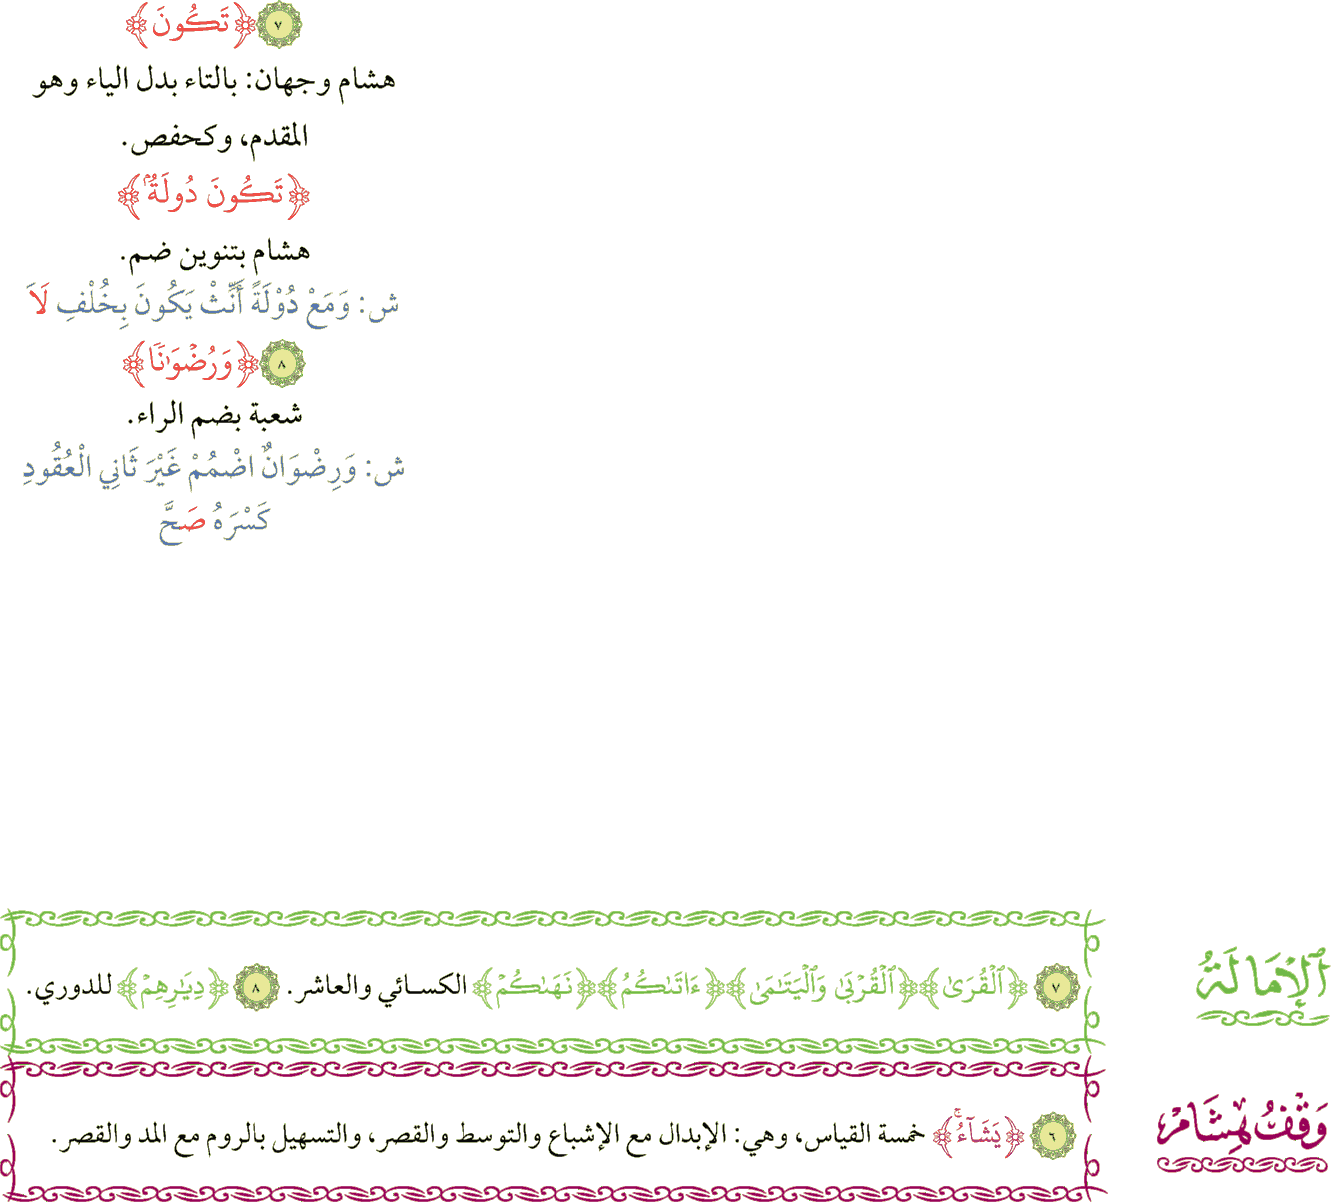 ٧ ﴿تَكُونَ﴾
هشام وجهان: بالتاء بدل الياء وهو
المقدم، وكحفص.
﴿تَكُونَ دُولَةٌۢ﴾
هشام بتنوين ضم.
ش: وَمَعْ دُوْلَةً أَنِّثْ يَكُونَ بِخُلْفِ لَا
٨ ﴿وَرُضْوَٰنٗا﴾
شعبة بضم الراء.
ش: وَرِضْوَانٌ اضْمُمْ غَيْرَ ثَانِي الْعُقُودِ
كَسْرَهُ صَحَّ
ٱلْإِمَالَةُ
٧ ﴿ٱلْقُرَىٰ﴾ ﴿ٱلْقُرْبَىٰ وَٱلْيَتَٰمَىٰ﴾ ﴿ءَاتَىٰكُمُ﴾ ﴿نَهَىٰكُمْ﴾ الكسائي والعاشر. ٨ ﴿دِيَٰرِهِمْ﴾ للدوري.
وَقْفُ هِشَامْ
٦ ﴿يَشَآءُۚ﴾ خمسة القياس، وهي: الإبدال مع الإشباع والتوسط والقصر، والتسهيل بالروم مع المد والقصر.